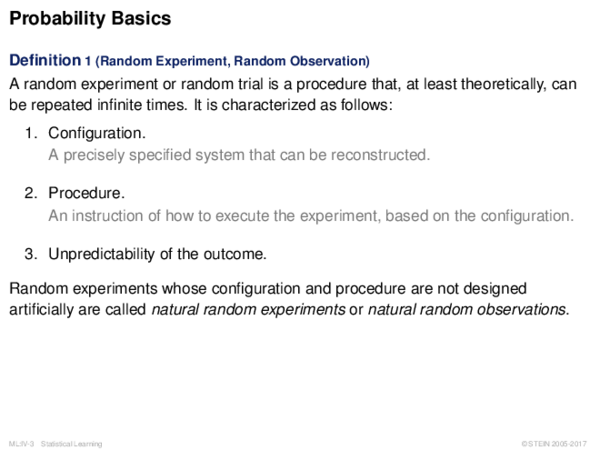 Probability Basics
Definition 1 (Random Experiment, Random Observation)
A random experiment or random trial is a procedure that, at least theoretically, can
be repeated infinite times. It is characterized as follows:
1. Configuration.
A precisely specified system that can be reconstructed.
2. Procedure.
An instruction of how to execute the experiment, based on the configuration.
3. Unpredictability of the outcome.
Random experiments whose configuration and procedure are not designed
artificially are called natural random experiments or natural random observations.
ML:IV-3 Statistical Learning
© STEIN 2005-2017